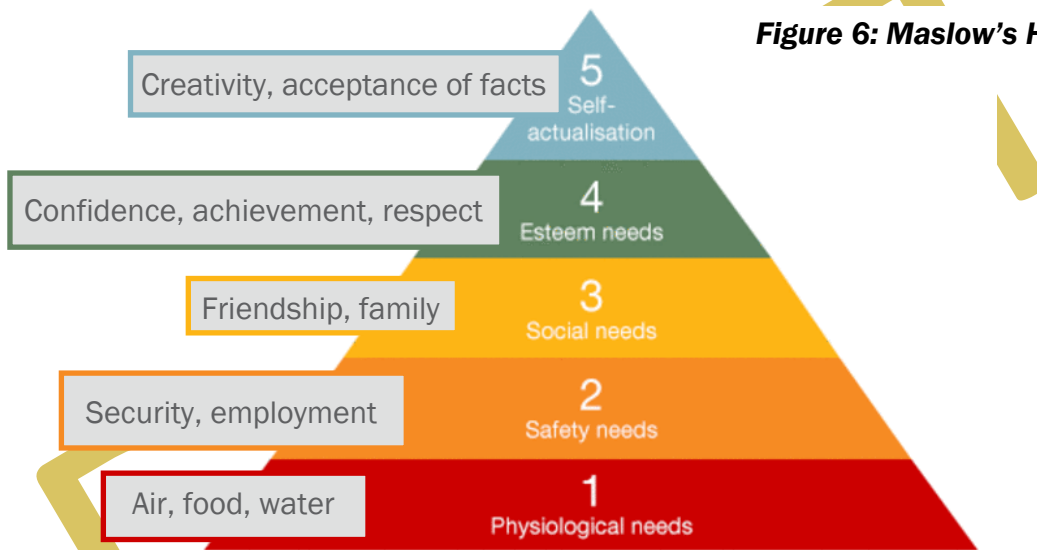 Figure 6: Maslow's H
Creativity, acceptance of facts
5
Self-
actualisation
Confidence, achievement, respect
4
Esteem needs
Friendship, family
3
Social needs
Security, employment
2
Safety needs
Air, food, water
1
Physiological needs